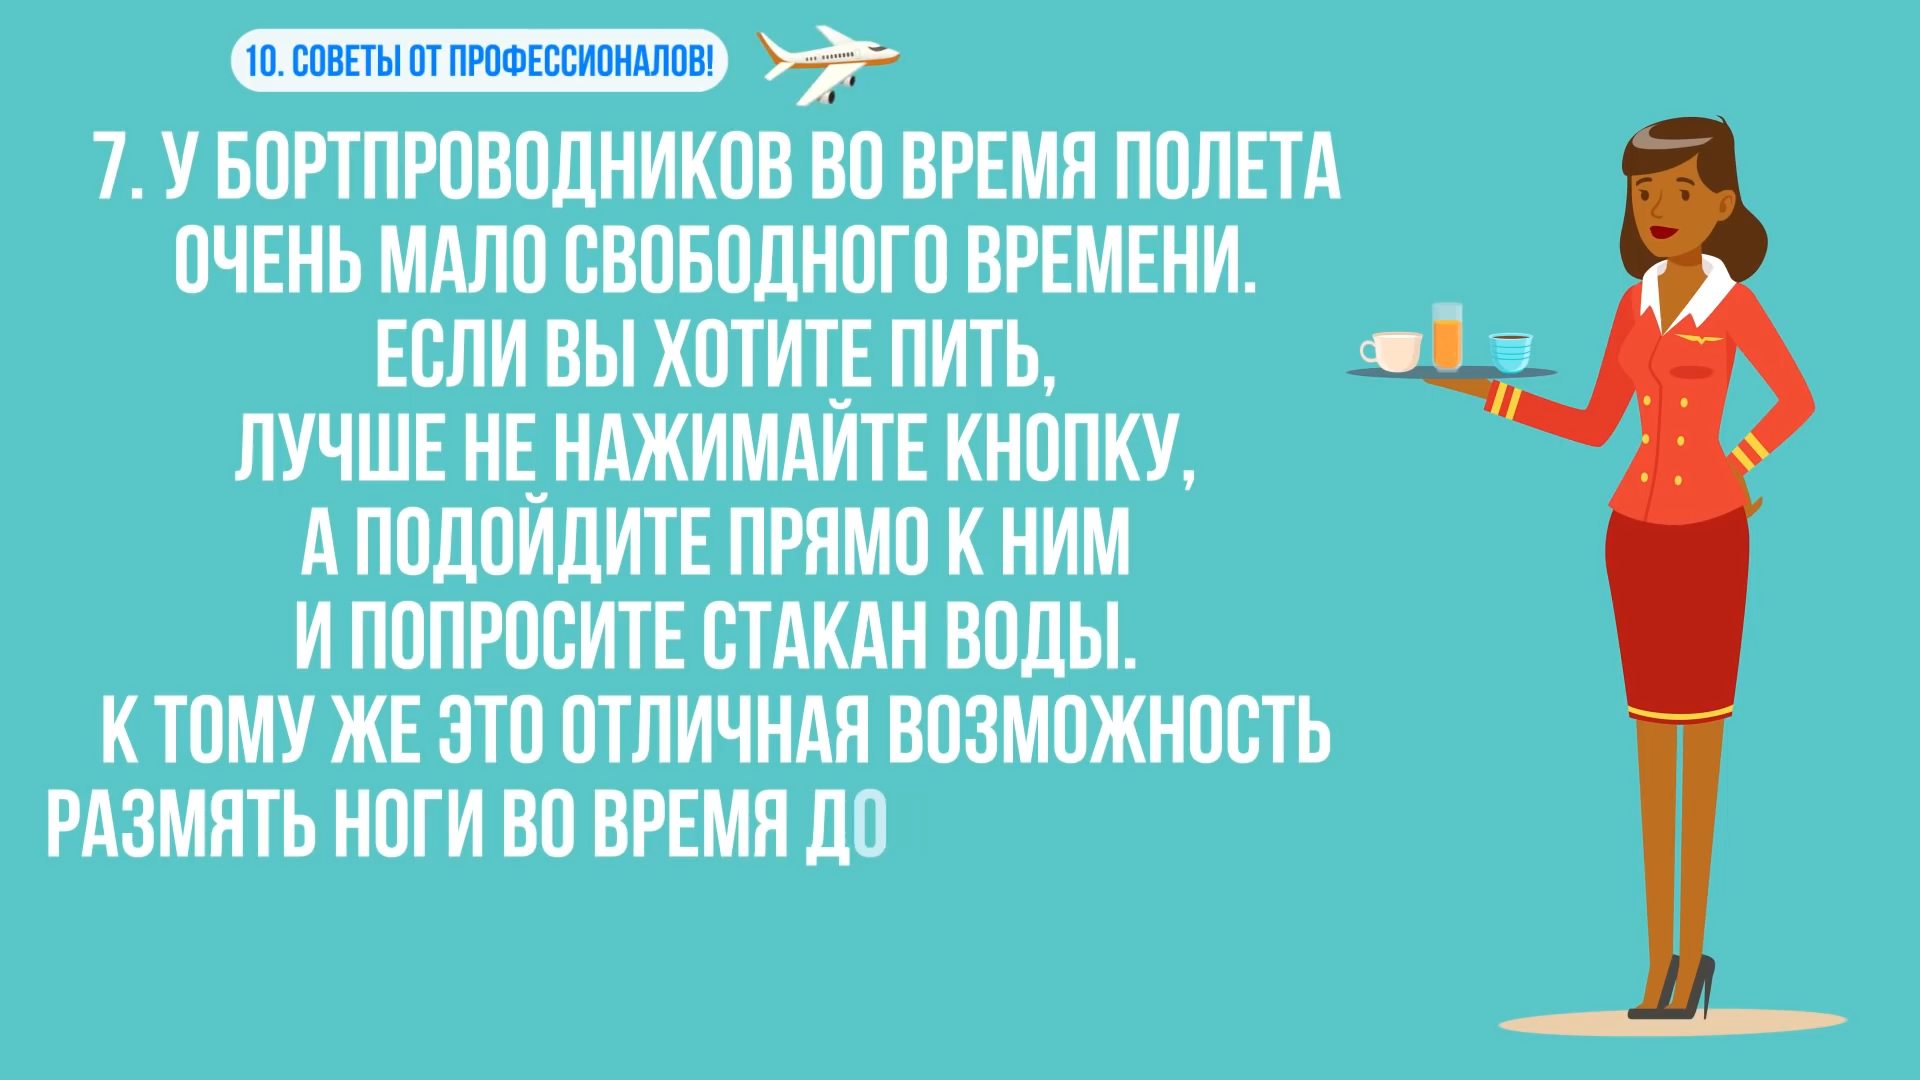 10. СОВЕТЫ ОТ ПРОФЕССИОНАЛОВ!
7. У БОРТПРОВОДНИКОВ ВО ВРЕМЯ ПОЛЕТА
ОЧЕНЬ МАЛО СВОБОДНОГО ВРЕМЕНИ.
ЕСЛИ ВЫ ХОТИТЕ ПИТЬ,
ЛУЧШЕ НЕ НАЖИМАЙТЕ КНОПКУ,
А ПОДОЙДИТЕ ПРЯМО К НИМ
И ПОПРОСИТЕ СТАКАН ВОДЫ.
К ТОМУ ЖЕ ЭТО ОТЛИЧНАЯ ВОЗМОЖНОСТЬ
РАЗМЯТЬ НОГИ ВО ВРЕМЯ ДО